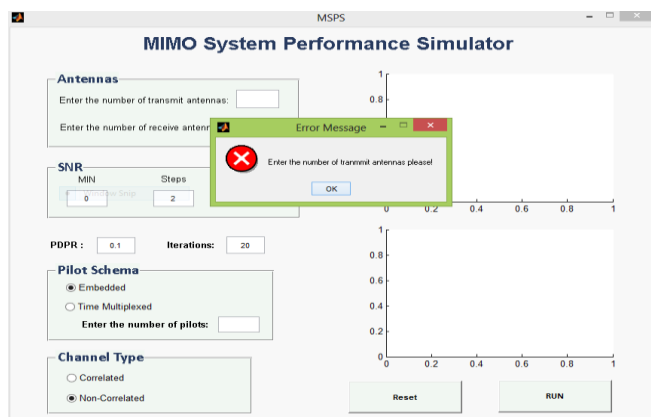 MSPS
MIMO System Performance Simulator
Antennas
Enter the number of transmit antennas:
Enter the number of receive antenn
Error Message
Enter the number of tranmmit antennas please!
OK
SNR
MIN Steps
0 2
PDPR : 0.1 Iterations: 20
Pilot Schema
Embedded
Time Multiplexed
Enter the number of pilots:
Channel Type
Correlated
Non-Correlated
1
0.8
0 0.2 0.4 0.6 0.8 1
1
0.8
0.6
0.4
0.2
0
0 0.2 0.4 0.6 0.8 1
Reset RUN